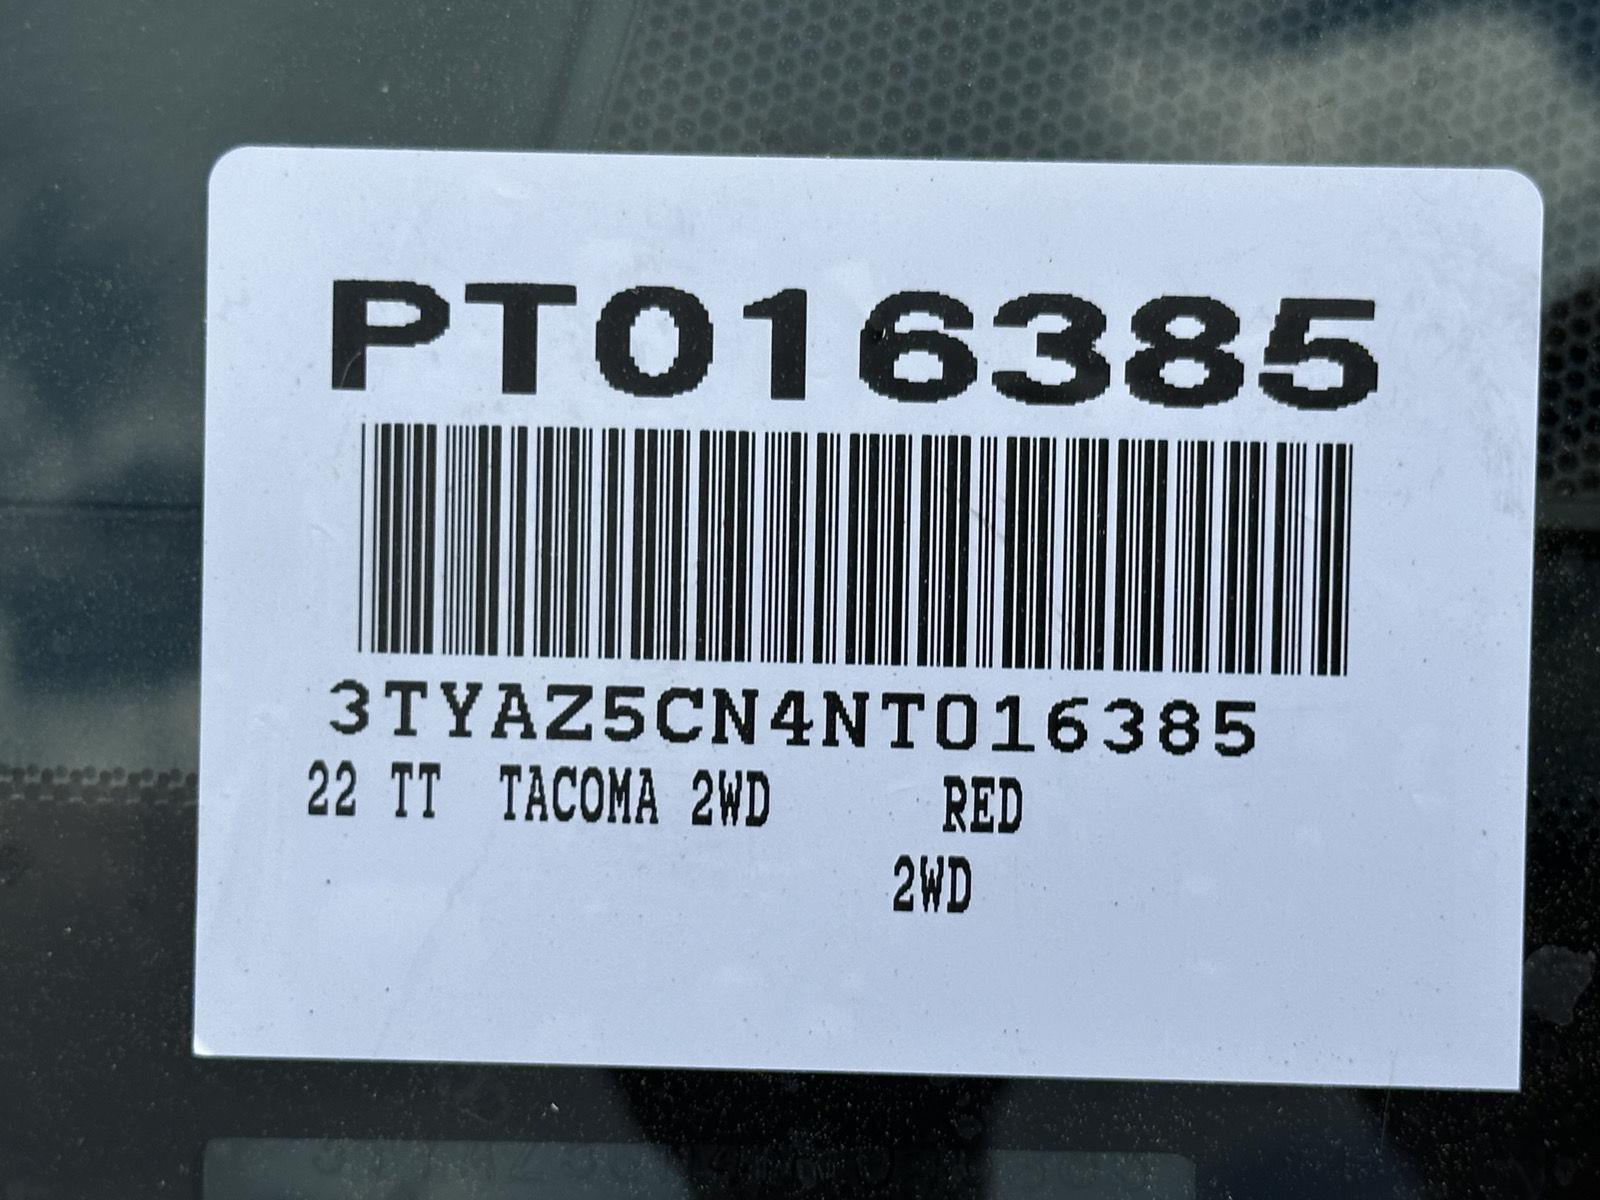 PT016385
3TYAZ5CN4NT016385
22 TT TACOMA 2WD RED
2WD